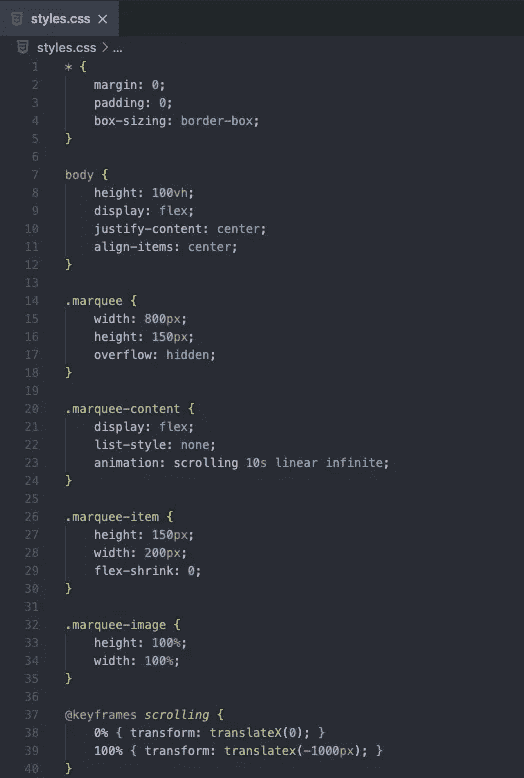 styles.css ×
styles.css > ...
1 * {
2 margin: 0;
3 padding: 0;
4 box-sizing: border-box;
5 }
6
7 body {
8 height: 100vh;
9 display: flex;
10 justify-content: center;
11 align-items: center;
12 }
13
14 .marquee {
15 width: 800px;
16 height: 150px;
17 overflow: hidden;
18 }
19
20 .marquee-content {
21 display: flex;
22 list-style: none;
23 animation: scrolling 10s linear infinite;
24 }
25
26 .marquee-item {
27 height: 150px;
28 width: 200px;
29 flex-shrink: 0;
30 }
31
32 .marquee-image {
33 height: 100%;
34 width: 100%;
35 }
36
37 @keyframes scrolling {
38 0% { transform: translateX(0); }
39 100% { transform: translatex(-1000px); }
40 }